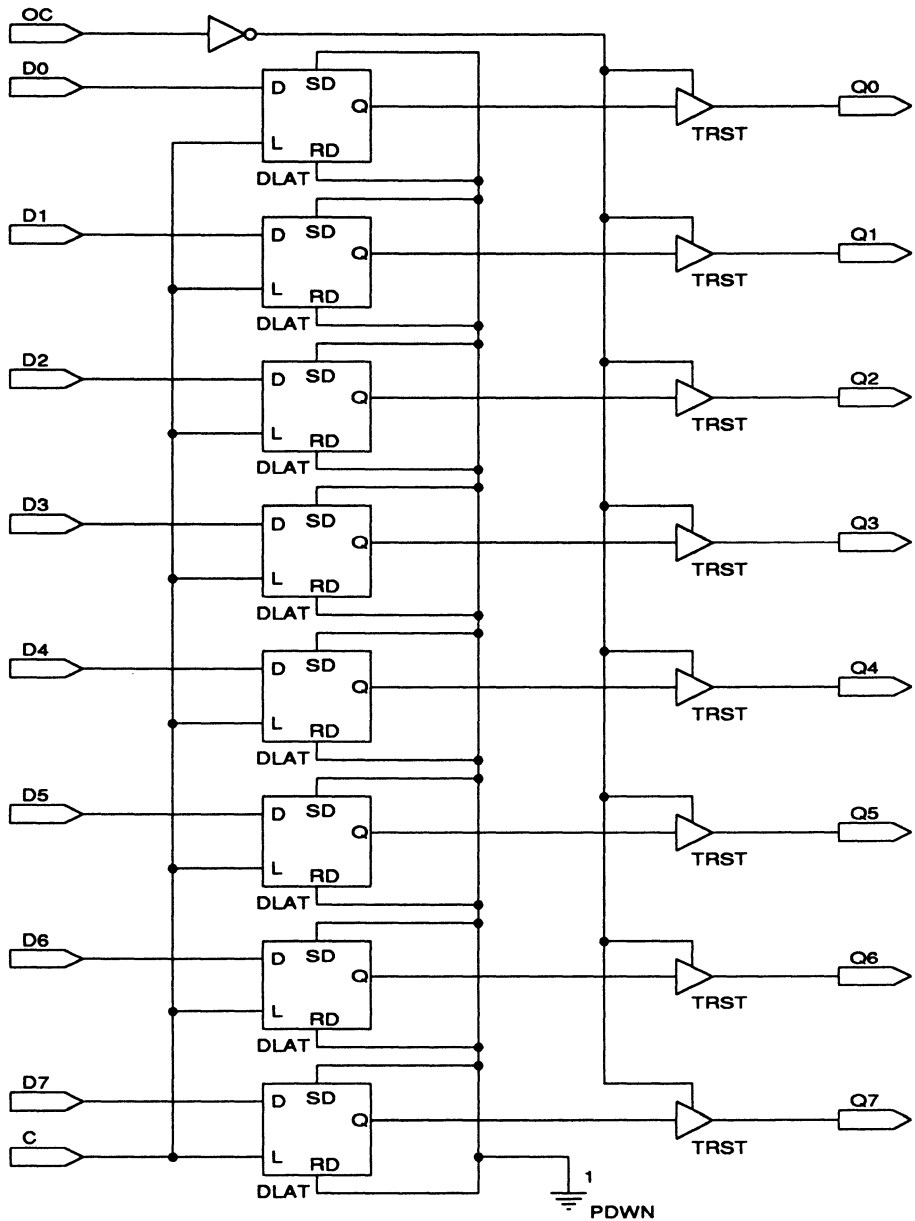 OC
D0
D
SD
Q
L
RD
DLAT
TRST
Q0
D1
D
SD
Q
L
RD
DLAT
TRST
Q1
D2
D
SD
Q
L
RD
DLAT
TRST
Q2
D3
D
SD
Q
L
RD
DLAT
TRST
Q3
D4
D
SD
Q
L
RD
DLAT
TRST
Q4
D5
D
SD
Q
L
RD
DLAT
TRST
Q5
D6
D
SD
Q
L
RD
DLAT
TRST
Q6
D7
D
SD
Q
C
L
RD
DLAT
TRST
Q7
1
PDWN